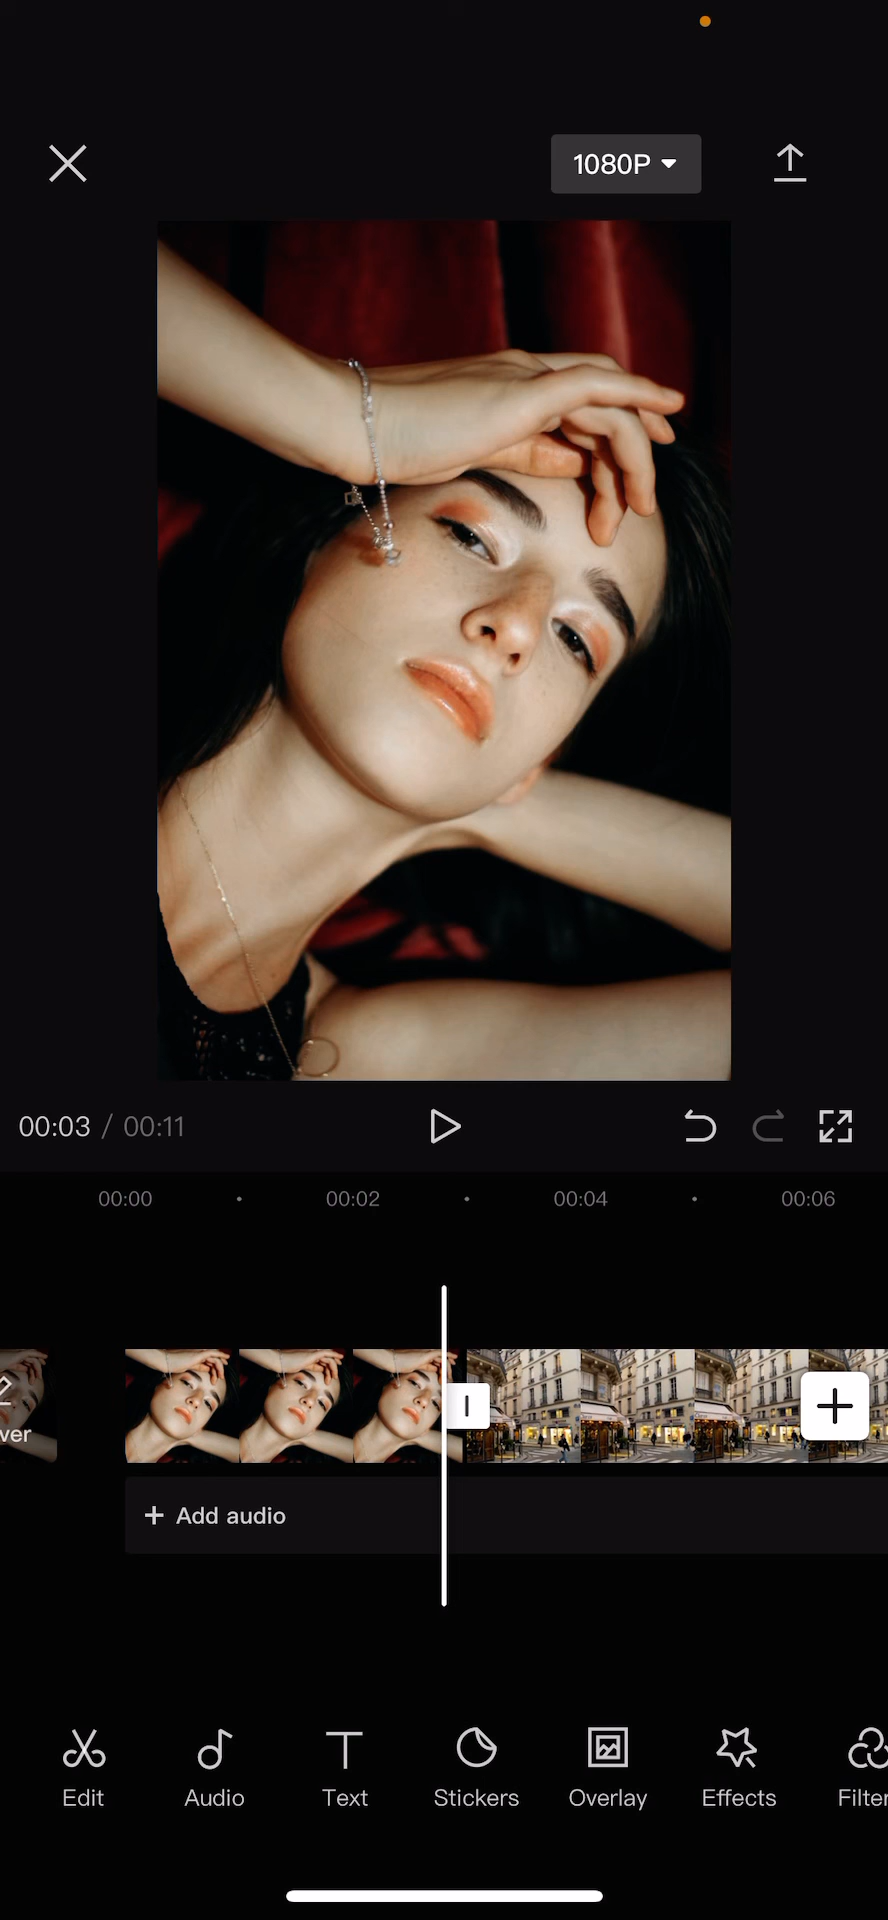 1080P
00:03 / 00:11
00:00 00:02 00:04 00:06
ver
+ Add audio
Edit Audio Text Stickers Overlay Effects Filter